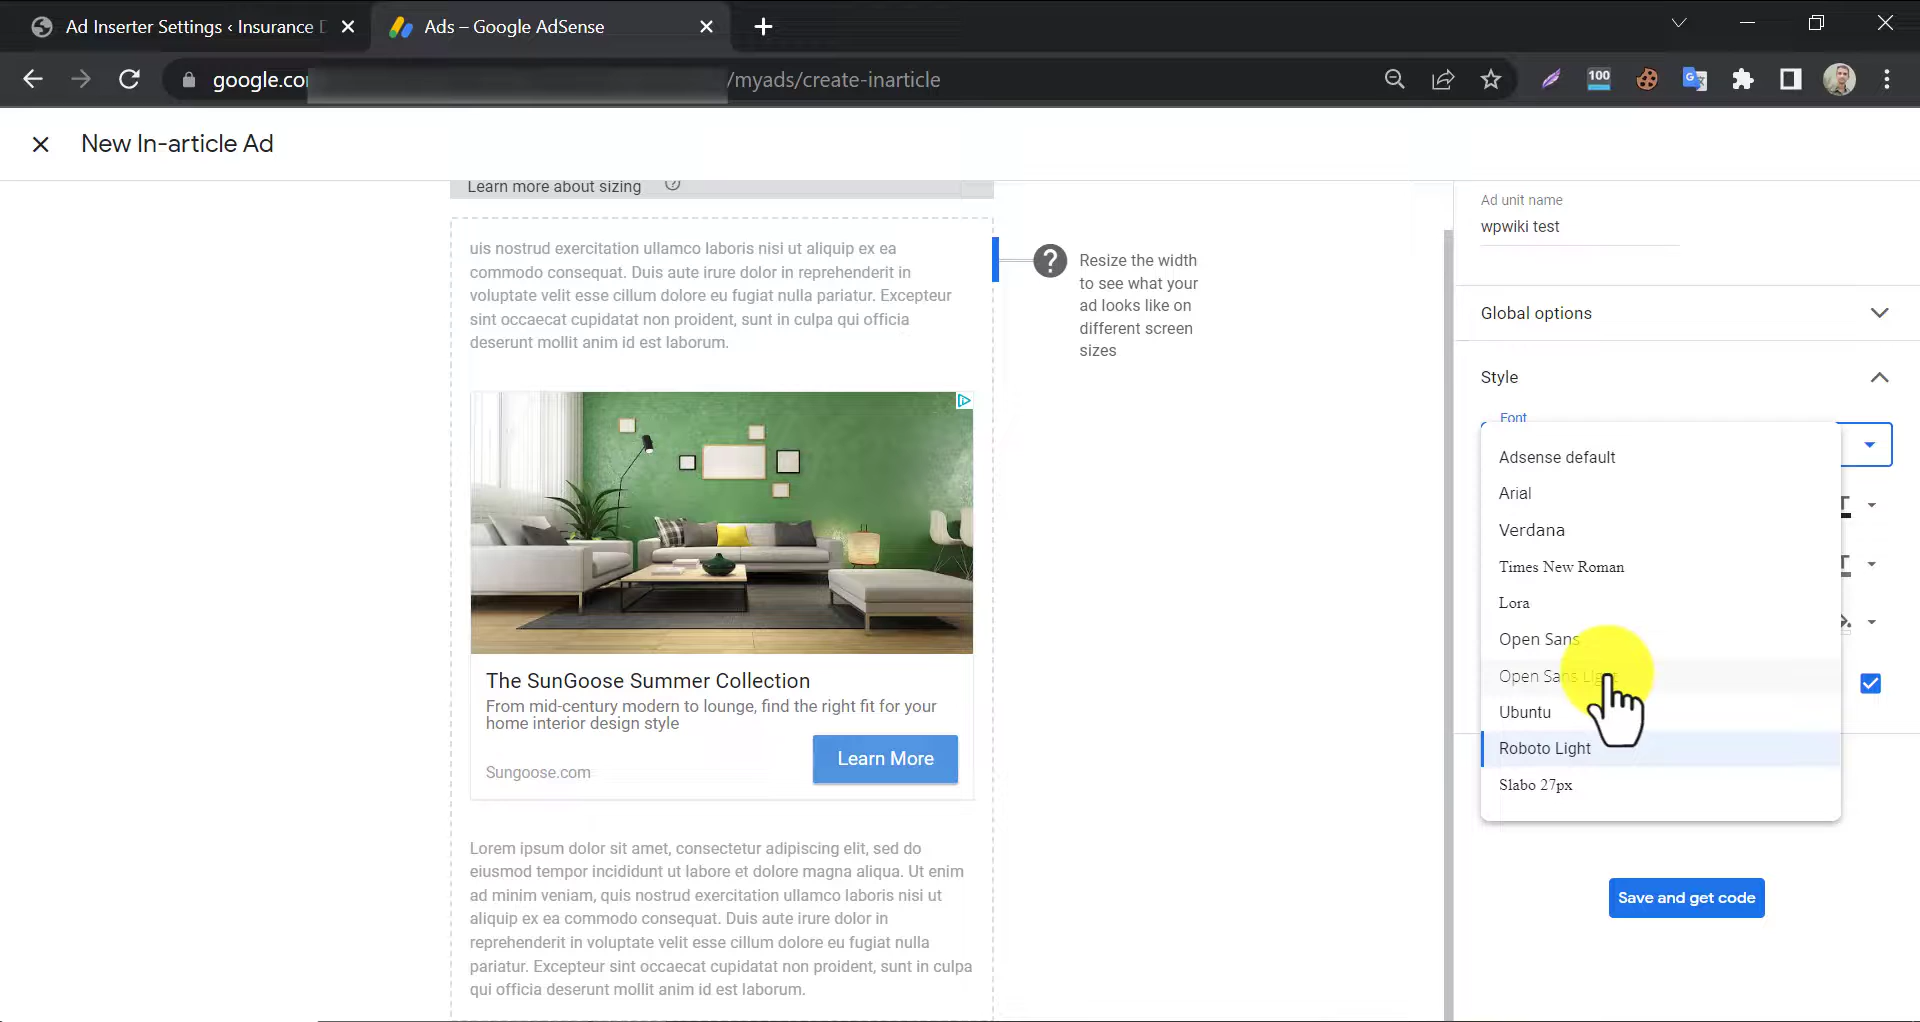 Ad Inserter Settings ‹ Insurance
Ads – Google AdSense
google.co
/myads/create-inarticle
100
New In-article Ad
Learn more about sizing
uis nostrud exercitation ullamco laboris nisi ut aliquip ex ea
commodo consequat. Duis aute irure dolor in reprehenderit in
voluptate velit esse cillum dolore eu fugiat nulla pariatur. Excepteur
sint occaecat cupidatat non proident, sunt in culpa qui officia
deserunt mollit anim id est laborum.
Resize the width
to see what your
ad looks like on
different screen
sizes
The SunGoose Summer Collection
From mid-century modern to lounge, find the right fit for your
home interior design style
Sungoose.com
Learn More
Lorem ipsum dolor sit amet, consectetur adipiscing elit, sed do
eiusmod tempor incididunt ut labore et dolore magna aliqua. Ut enim
ad minim veniam, quis nostrud exercitation ullamco laboris nisi ut
aliquip ex ea commodo consequat. Duis aute irure dolor in
reprehenderit in voluptate velit esse cillum dolore eu fugiat nulla
pariatur. Excepteur sint occaecat cupidatat non proident, sunt in culpa
qui officia deserunt mollit anim id est laborum.
Ad unit name
wpwiki test
Global options
Style
Font
Adsense default
Arial
Verdana
Times New Roman
Lora
Open Sans
Open Sans Light
Ubuntu
Roboto Light
Slabo 27px
Save and get code